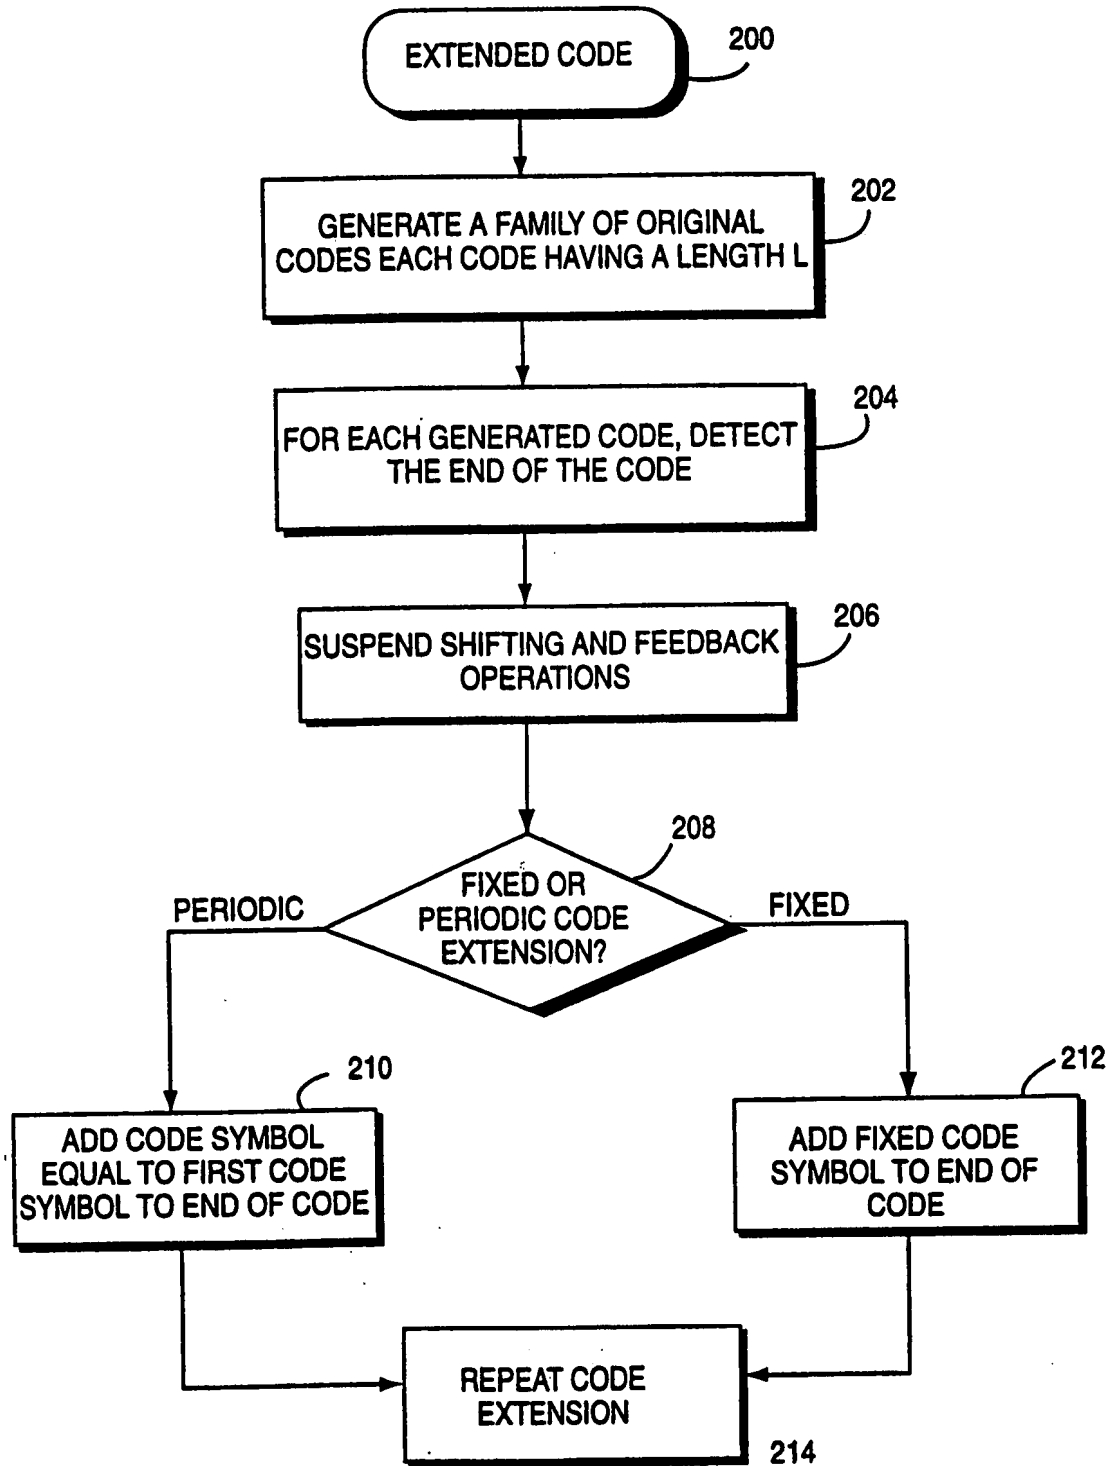 EXTENDED CODE
200
GENERATE A FAMILY OF ORIGINAL
CODES EACH CODE HAVING A LENGTH L
202
FOR EACH GENERATED CODE, DETECT
THE END OF THE CODE
204
SUSPEND SHIFTING AND FEEDBACK
OPERATIONS
206
208
FIXED OR
PERIODIC CODE
EXTENSION?
PERIODIC
FIXED
210
ADD CODE SYMBOL
EQUAL TO FIRST CODE
SYMBOL TO END OF CODE
212
ADD FIXED CODE
SYMBOL TO END OF
CODE
REPEAT CODE
EXTENSION
214